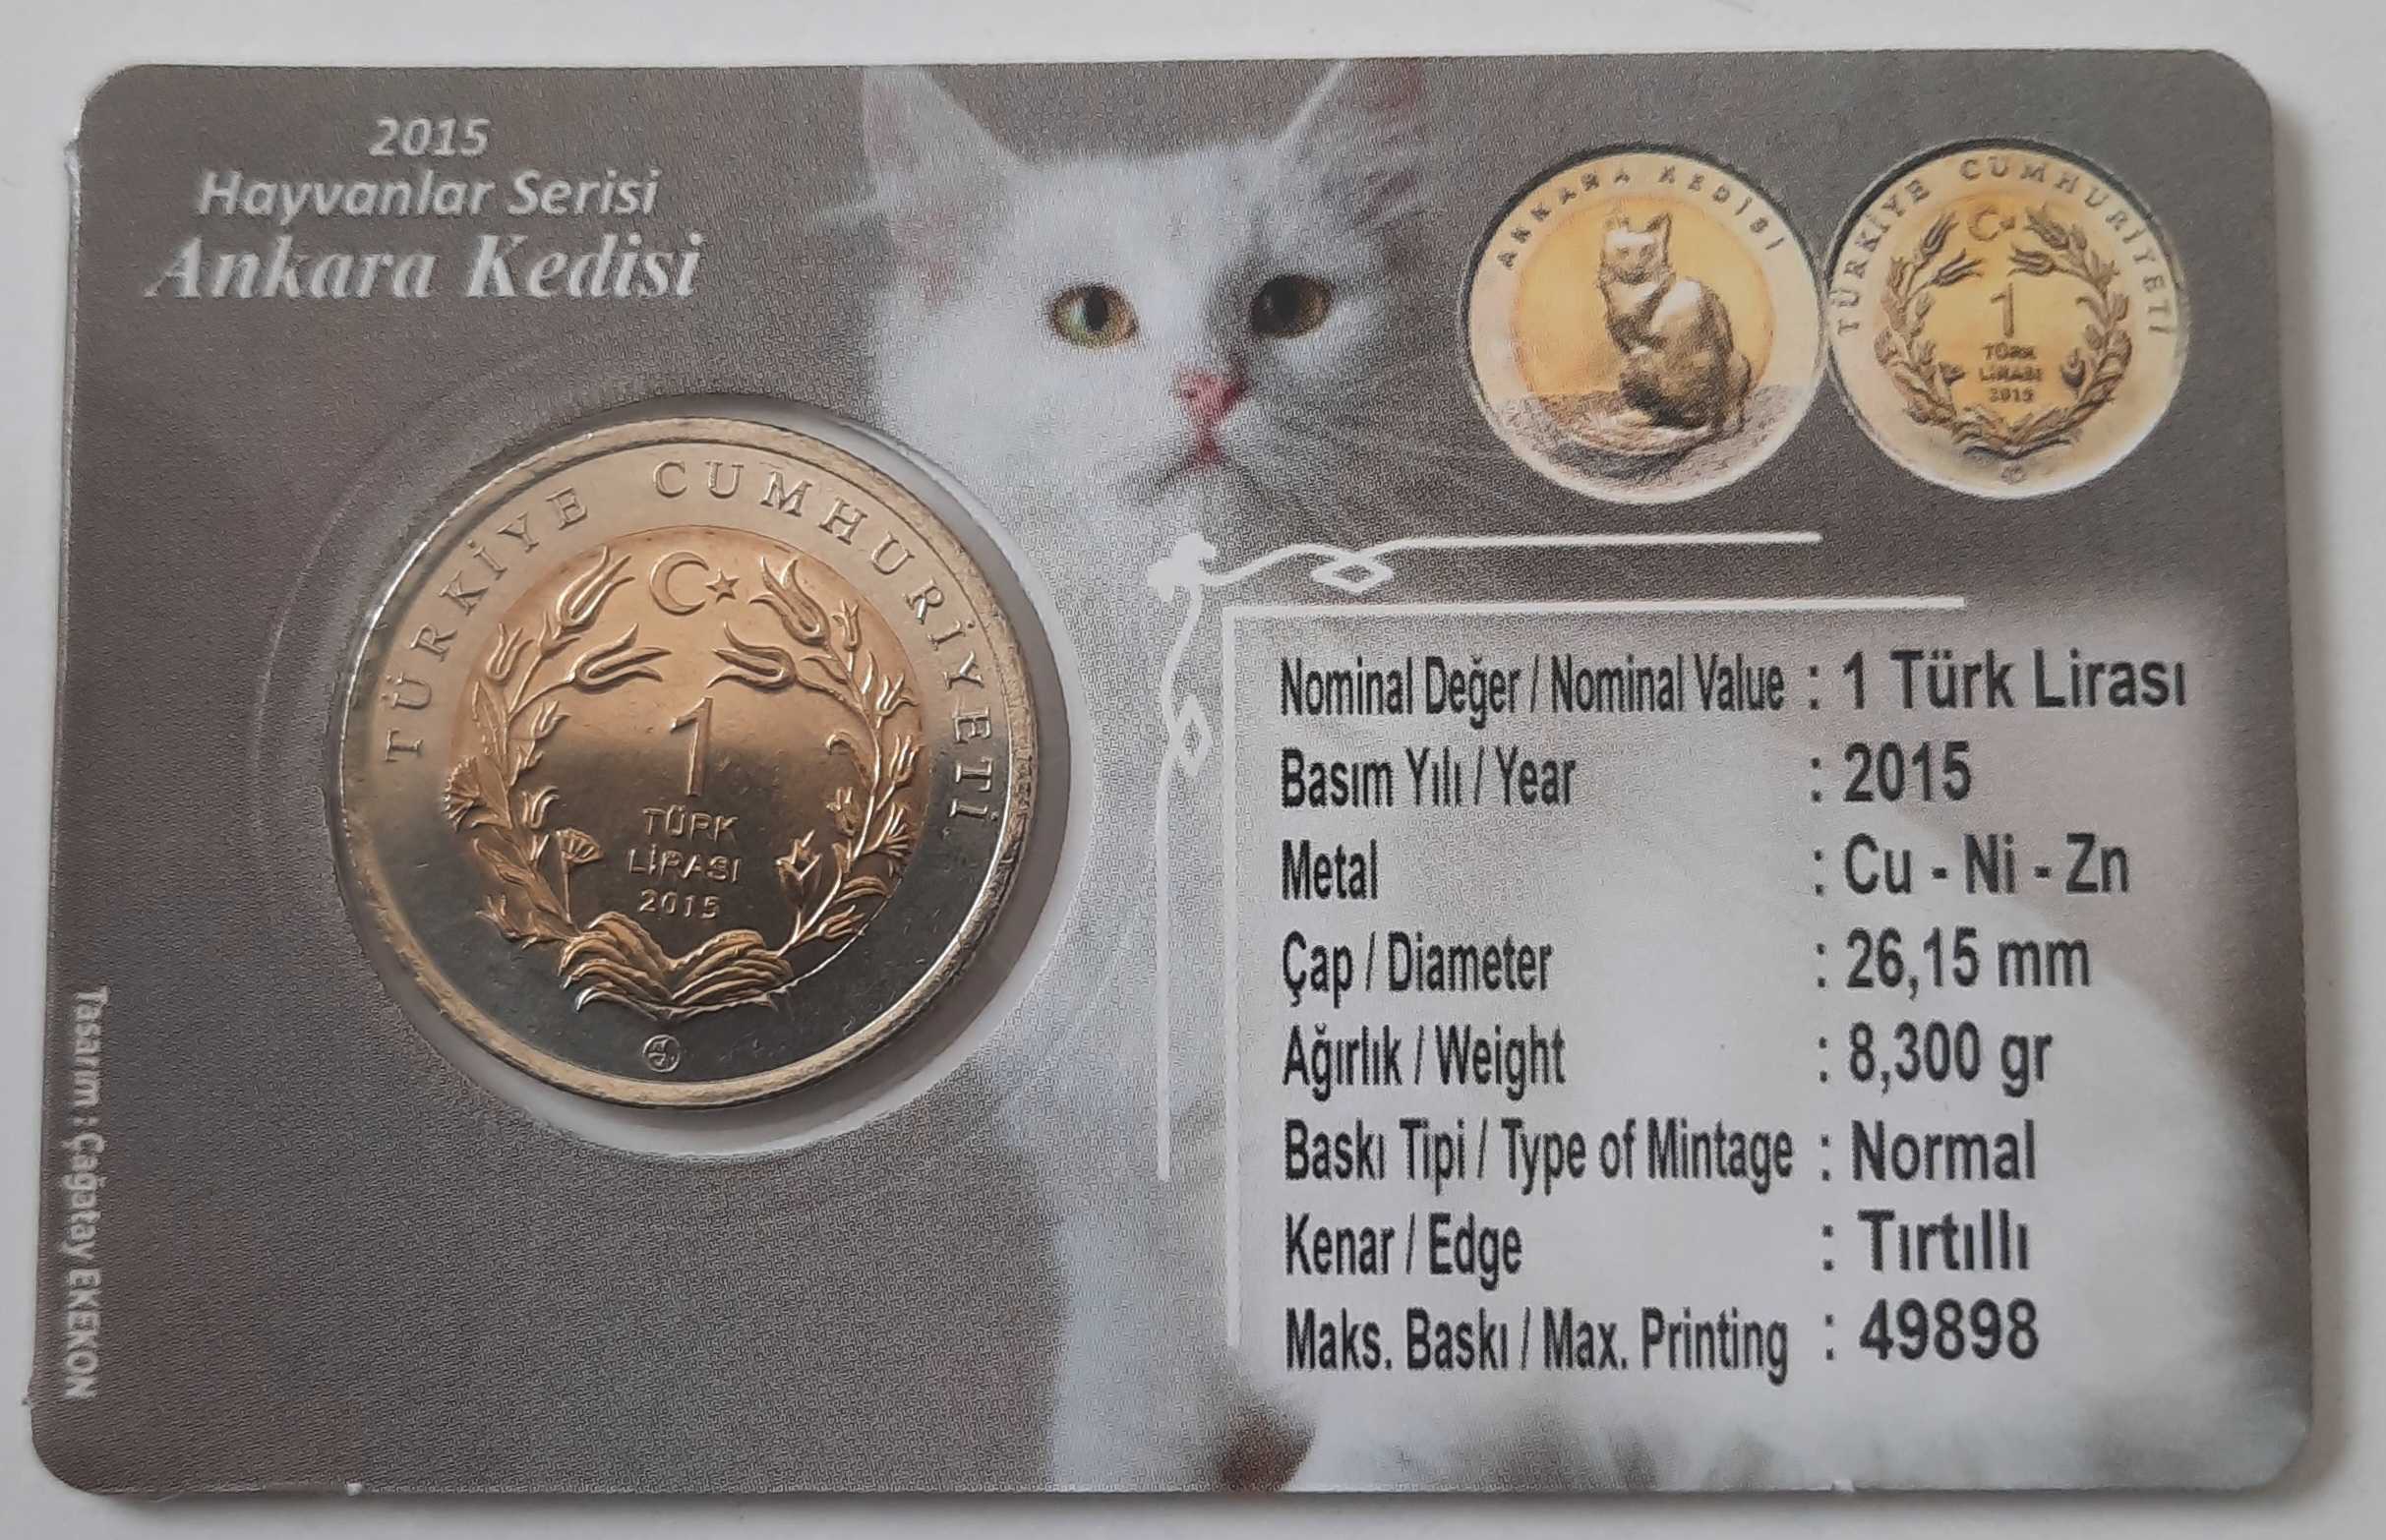 2015
Hayvanlar Serisi
Ankara Kedisi
ANKARA KEDİSİ
TÜRKİYE CUMHURİYETİ
1
TÜRK
LİRASI
2015
TÜRKİYE CUMHURİYETİ
1
TÜRK
LİRASI
2015
Nominal Değer / Nominal Value : 1 Türk Lirası
Basım Yılı / Year : 2015
Metal : Cu - Ni - Zn
Çap / Diameter : 26,15 mm
Ağırlık / Weight : 8,300 gr
Baskı Tipi / Type of Mintage : Normal
Kenar / Edge : Tırtıllı
Maks. Baskı / Max. Printing : 49898
Tasarım : Çağatay EKEKON